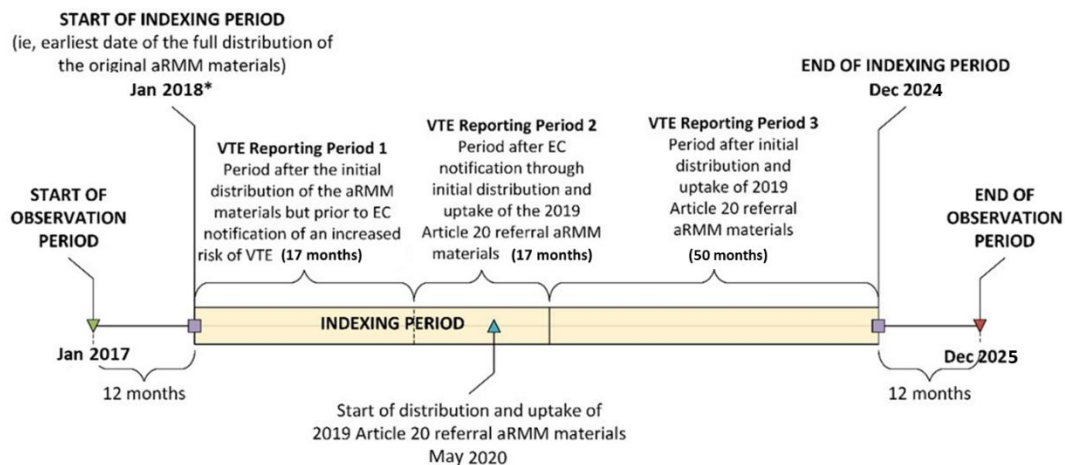 START OF INDEXING PERIOD
(ie, earliest date of the full distribution of
the original aRMM materials)
Jan 2018*
END OF INDEXING PERIOD
Dec 2024
VTE Reporting Period 1
Period after the initial
distribution of the aRMM
materials but prior to EC
notification of an increased
risk of VTE (17 months)
VTE Reporting Period 2
Period after EC
notification through
initial distribution and
uptake of the 2019
Article 20 referral aRMM
materials (17 months)
VTE Reporting Period 3
Period after initial
distribution and
uptake of 2019
Article 20 referral
aRMM materials
(50 months)
START OF
OBSERVATION
PERIOD
END OF
OBSERVATION
PERIOD
INDEXING PERIOD
Jan 2017
Dec 2025
12 months
12 months
Start of distribution and uptake of
2019 Article 20 referral aRMM materials
May 2020